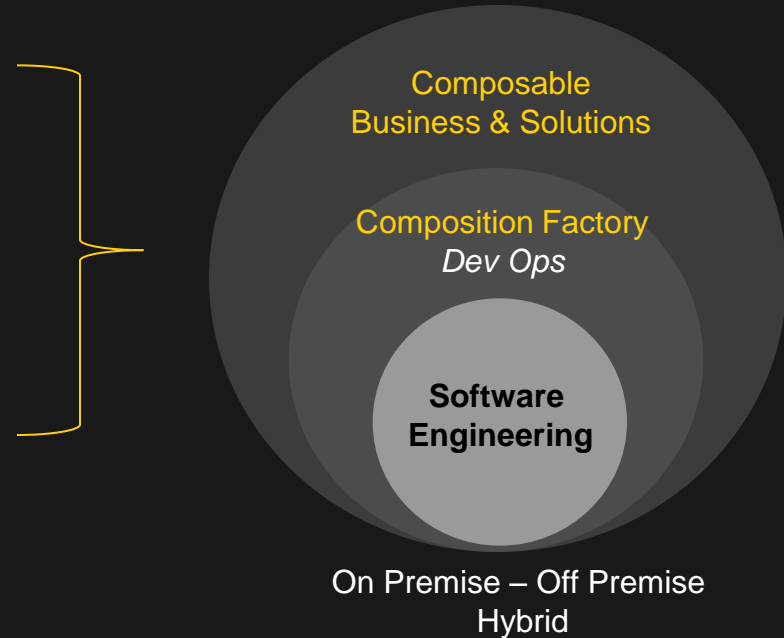 Composable
Business & Solutions
Composition Factory
Dev Ops
Software
Engineering
On Premise – Off Premise
Hybrid